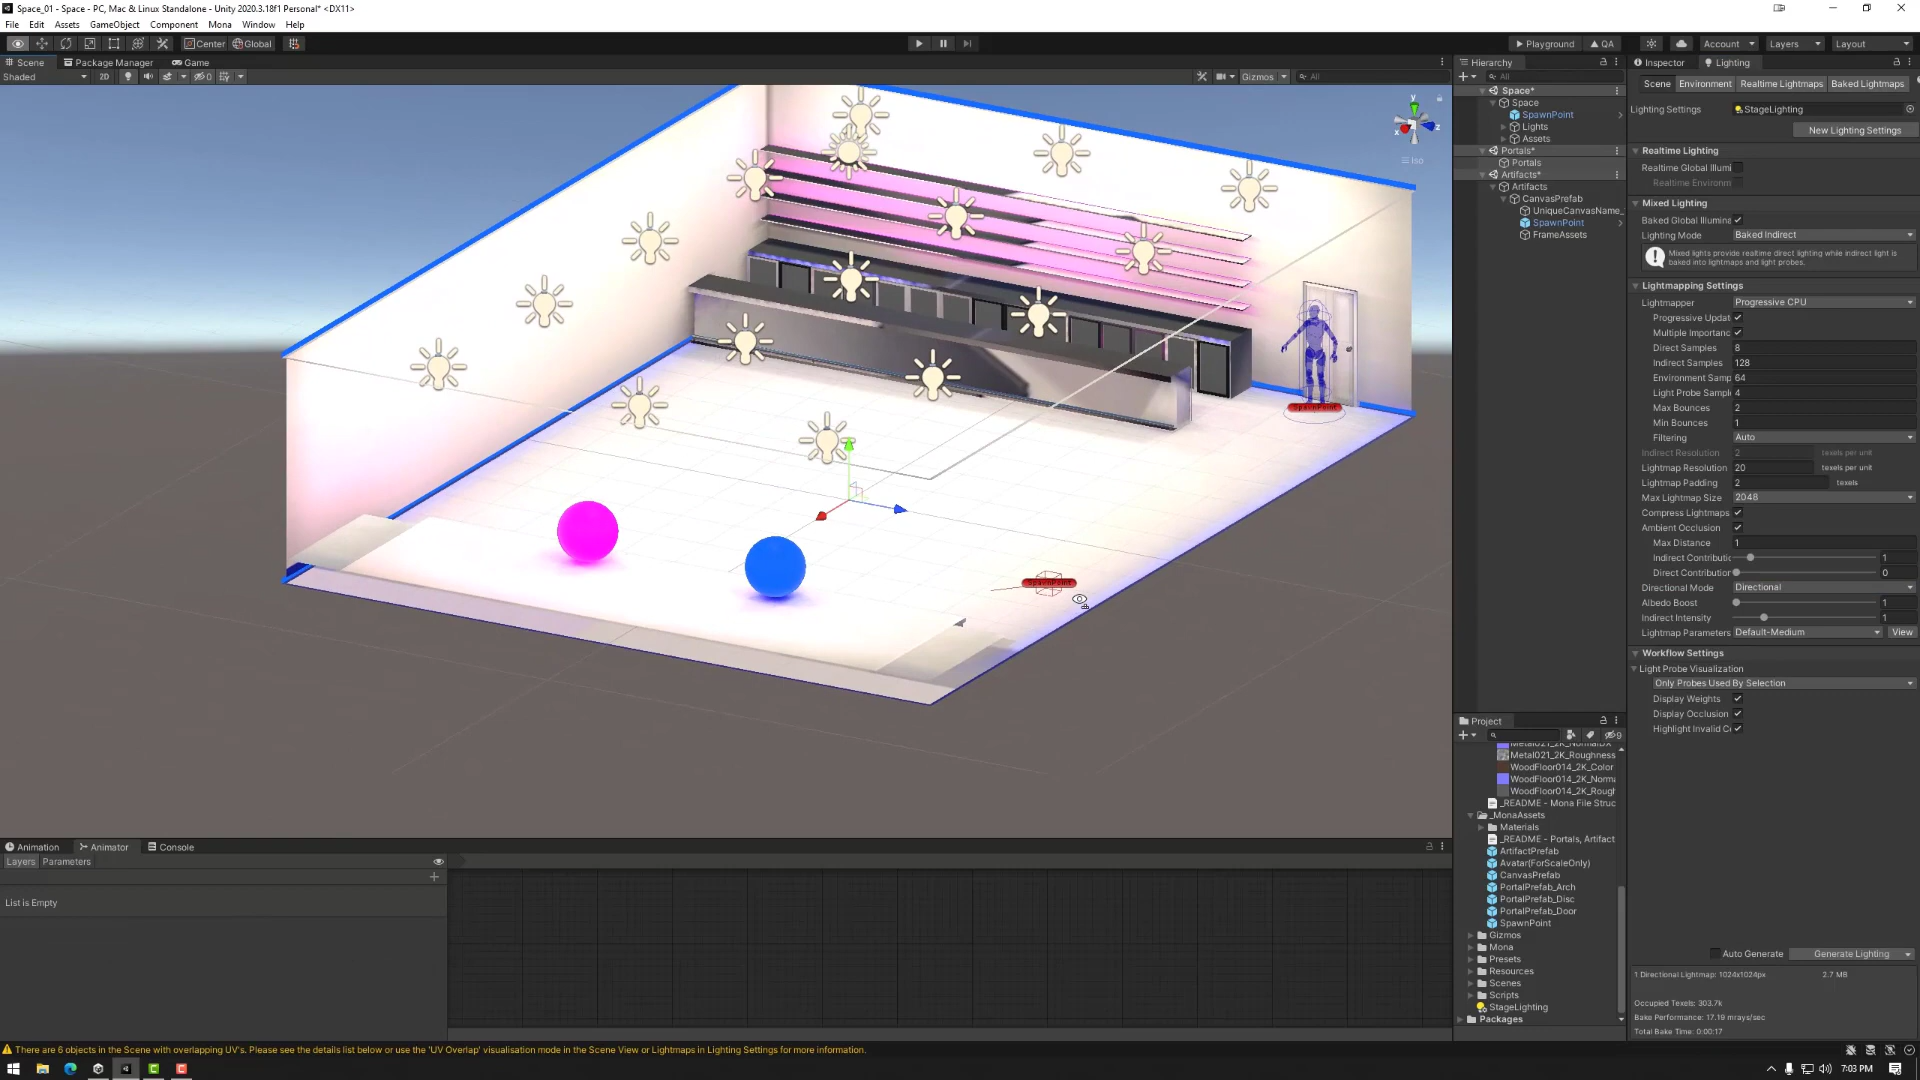 Space_01 - Space - PC, Mac & Linux Standalone - Unity 2020.3.18f1 Personal* <DX11>
File Edit Assets GameObject Component Mona Window Help
Center Global
Playground QA Account Layers Layout
Scene Package Manager Game
Shaded 2D 0 Gizmos All
y
x
z
Iso
SpawnPoint
SpawnPoint
Hierarchy
All
Space*
Space
SpawnPoint
Lights
Assets
Portals*
Portals
Artifacts*
Artifacts
CanvasPrefab
UniqueCanvasName_
SpawnPoint
FrameAssets
Inspector Lighting
Scene Environment Realtime Lightmaps Baked Lightmaps
Lighting Settings StageLighting
New Lighting Settings
Realtime Lighting
Realtime Global Illumi
Realtime Environm
Mixed Lighting
Baked Global Illumina
Lighting Mode Baked Indirect
Mixed lights provide realtime direct lighting while indirect light is
baked into lightmaps and light probes.
Lightmapping Settings
Lightmapper Progressive CPU
Progressive Updat
Multiple Importanc
Direct Samples 8
Indirect Samples 128
Environment Samp 64
Light Probe Sampl 4
Max Bounces 2
Min Bounces 1
Filtering Auto
Indirect Resolution 2 texels per unit
Lightmap Resolution 20 texels per unit
Lightmap Padding 2 texels
Max Lightmap Size 2048
Compress Lightmaps
Ambient Occlusion
Max Distance 1
Indirect Contributic 1
Direct Contribution 0
Directional Mode Directional
Albedo Boost 1
Indirect Intensity 1
Lightmap Parameters Default-Medium View
Workflow Settings
Light Probe Visualization
Only Probes Used By Selection
Display Weights
Display Occlusion
Highlight Invalid C
Project
9
Metal021_2K_NormalDX
Metal021_2K_Roughness
WoodFloor014_2K_Color
WoodFloor014_2K_Norma
WoodFloor014_2K_Rough
_README - Mona File Struc
_MonaAssets
Materials
_README - Portals, Artifact
ArtifactPrefab
Avatar(ForScaleOnly)
CanvasPrefab
PortalPrefab_Arch
PortalPrefab_Disc
PortalPrefab_Door
SpawnPoint
Gizmos
Mona
Presets
Resources
Scenes
Scripts
StageLighting
Packages
Auto Generate Generate Lighting
1 Directional Lightmap: 1024x1024px 2.7 MB
Occupied Texels: 303.7k
Bake Performance: 17.19 mrays/sec
Total Bake Time: 0:00:17
Animation Animator Console
Layers Parameters
List is Empty
There are 6 objects in the Scene with overlapping UV's. Please see the details list below or use the 'UV Overlap' visualisation mode in the Scene View or Lightmaps in Lighting Settings for more information.
7:03 PM